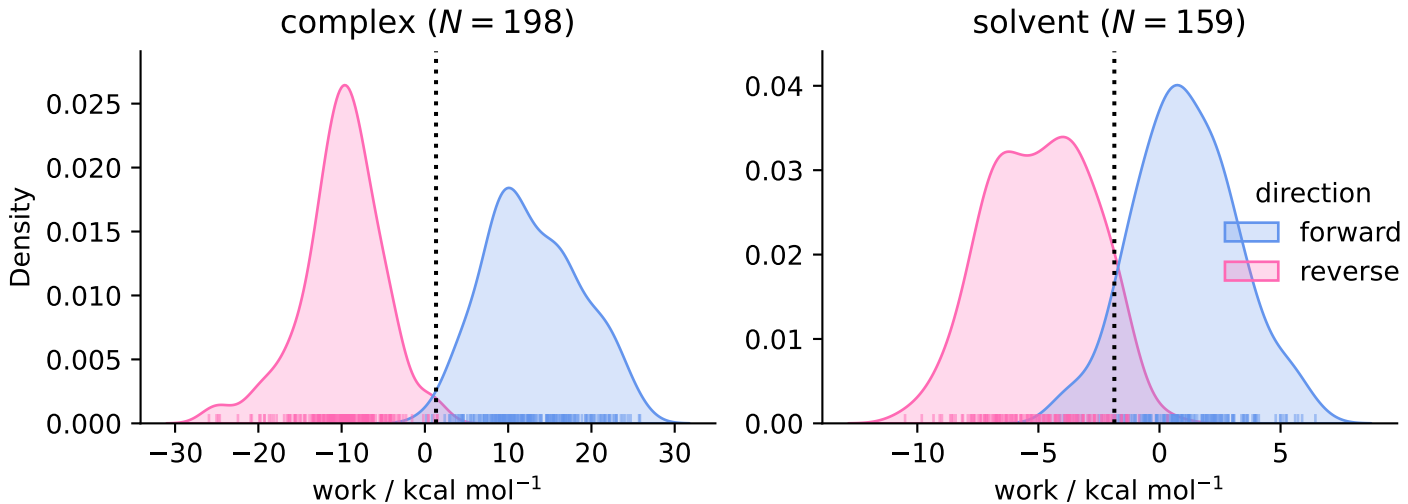 complex (N = 198)
Density
0.025
0.020
0.015
0.010
0.005
0.000
−30 −20 −10 0 10 20 30
work / kcal mol⁻¹
solvent (N = 159)
0.04
0.03
0.02
0.01
0.00
−10 −5 0 5
work / kcal mol⁻¹
direction
forward
reverse